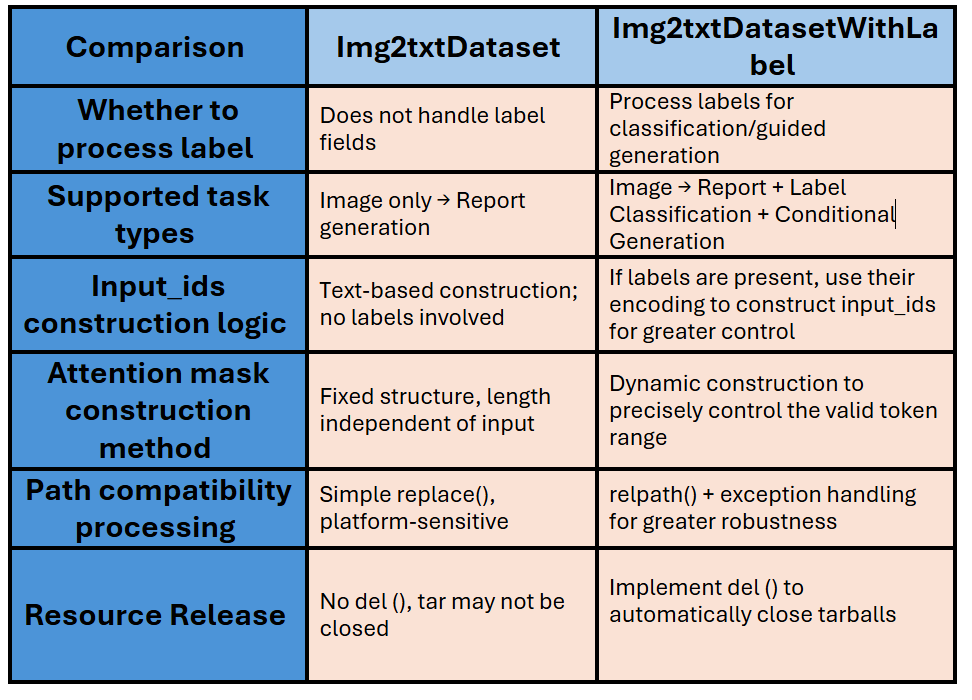 Comparison
Img2txtDataset
Img2txtDatasetWithLa
bel
Whether to
process label
Does not handle label
fields
Process labels for
classification/guided
generation
Supported task
types
Image only → Report
generation
Image → Report + Label
Classification + Conditional
Generation
Input_ids
construction logic
Text-based construction;
no labels involved
If labels are present, use their
encoding to construct input_ids
for greater control
Attention mask
construction
method
Fixed structure, length
independent of input
Dynamic construction to
precisely control the valid token
range
Path compatibility
processing
Simple replace(),
platform-sensitive
relpath() + exception handling
for greater robustness
Resource Release
No del (), tar may not be
closed
Implement del () to
automatically close tarballs